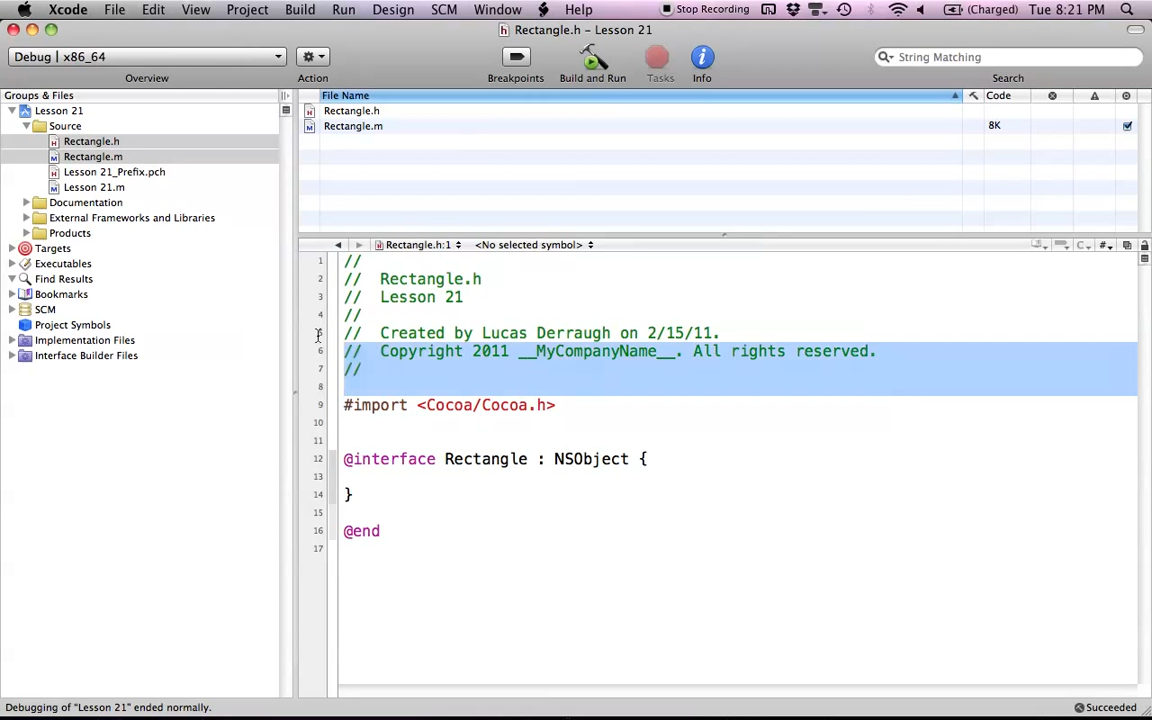 Xcode File Edit View Project Build Run Design SCM Window Help Stop Recording (Charged) Tue 8:21 PM
Rectangle.h – Lesson 21
Debug | x86_64
String Matching
Overview Action Breakpoints Build and Run Tasks Info Search
Groups & Files
File Name Code
Lesson 21
Rectangle.h
Source
Rectangle.m 8K
Rectangle.h
Rectangle.m
Lesson 21_Prefix.pch
Lesson 21.m
Documentation
External Frameworks and Libraries
Products
Targets
Executables
Find Results
Bookmarks
SCM
Project Symbols
Implementation Files
Interface Builder Files
Rectangle.h:1 <No selected symbol>
1 //
2 // Rectangle.h
3 // Lesson 21
4 //
5 // Created by Lucas Derraugh on 2/15/11.
6 // Copyright 2011 __MyCompanyName__. All rights reserved.
7 //
8
9 #import <Cocoa/Cocoa.h>
10
11
12 @interface Rectangle : NSObject {
13
14 }
15
16 @end
17
Debugging of "Lesson 21" ended normally. Succeeded